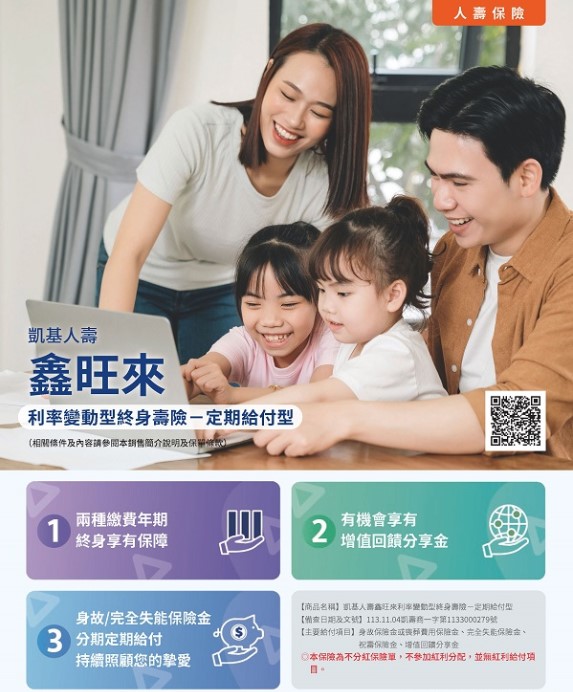 人壽保險
凱基人壽
鑫旺來
利率變動型終身壽險－定期給付型
(相關條件及內容請參閱本銷售簡介說明及保單條款)
1
兩種繳費年期
終身享有保障
2
有機會享有
增值回饋分享金
3
身故/完全失能保險金
分期定期給付
持續照顧您的摯愛
$
【商品名稱】凱基人壽鑫旺來利率變動型終身壽險－定期給付型
【備查日期及文號】113.11.04凱壽商一字第1133000279號
【主要給付項目】身故保險金或喪葬費用保險金、完全失能保險金、
祝壽保險金、增值回饋分享金
◎本保險為不分紅保險單，不參加紅利分配，並無紅利給付項
目。